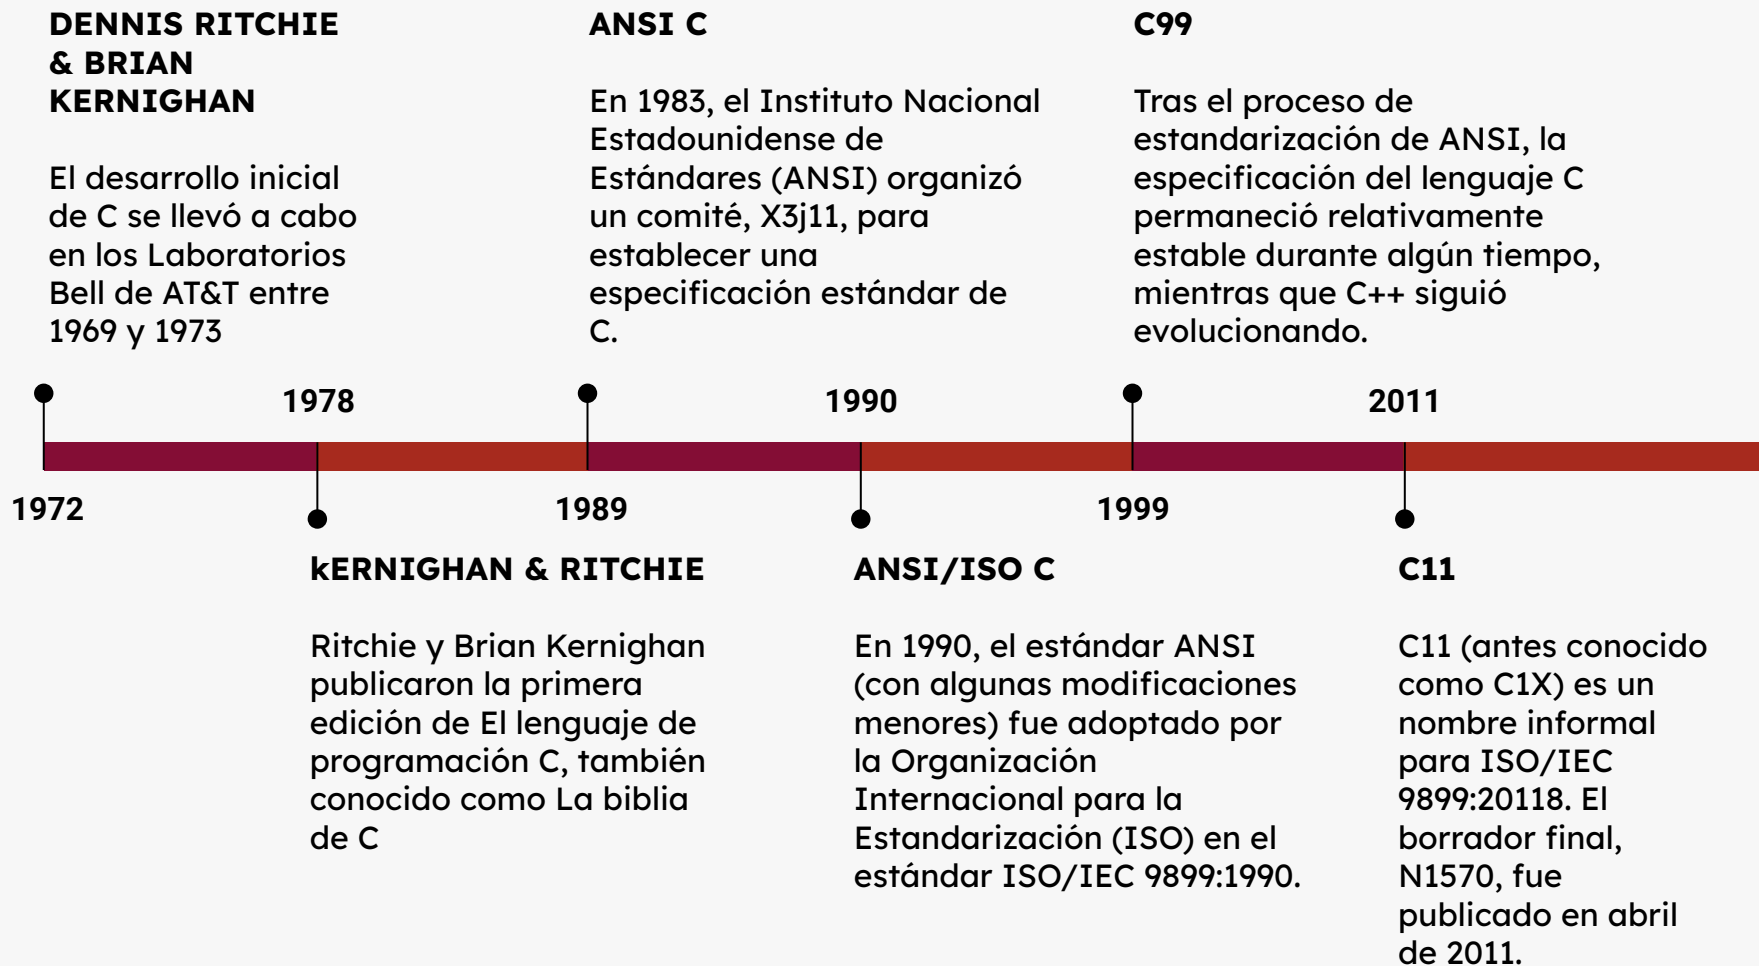 DENNIS RITCHIE
& BRIAN
KERNIGHAN
El desarrollo inicial
de C se llevó a cabo
en los Laboratorios
Bell de AT&T entre
1969 y 1973
ANSI C
En 1983, el Instituto Nacional
Estadounidense de
Estándares (ANSI) organizó
un comité, X3j11, para
establecer una
especificación estándar de
C.
C99
Tras el proceso de
estandarización de ANSI, la
especificación del lenguaje C
permaneció relativamente
estable durante algún tiempo,
mientras que C++ siguió
evolucionando.
1978
1990
2011
1972
1989
1999
kERNIGHAN & RITCHIE
Ritchie y Brian Kernighan
publicaron la primera
edición de El lenguaje de
programación C, también
conocido como La biblia
de C
ANSI/ISO C
En 1990, el estándar ANSI
(con algunas modificaciones
menores) fue adoptado por
la Organización
Internacional para la
Estandarización (ISO) en el
estándar ISO/IEC 9899:1990.
C11
C11 (antes conocido
como C1X) es un
nombre informal
para ISO/IEC
9899:20118. El
borrador final,
N1570, fue
publicado en abril
de 2011.